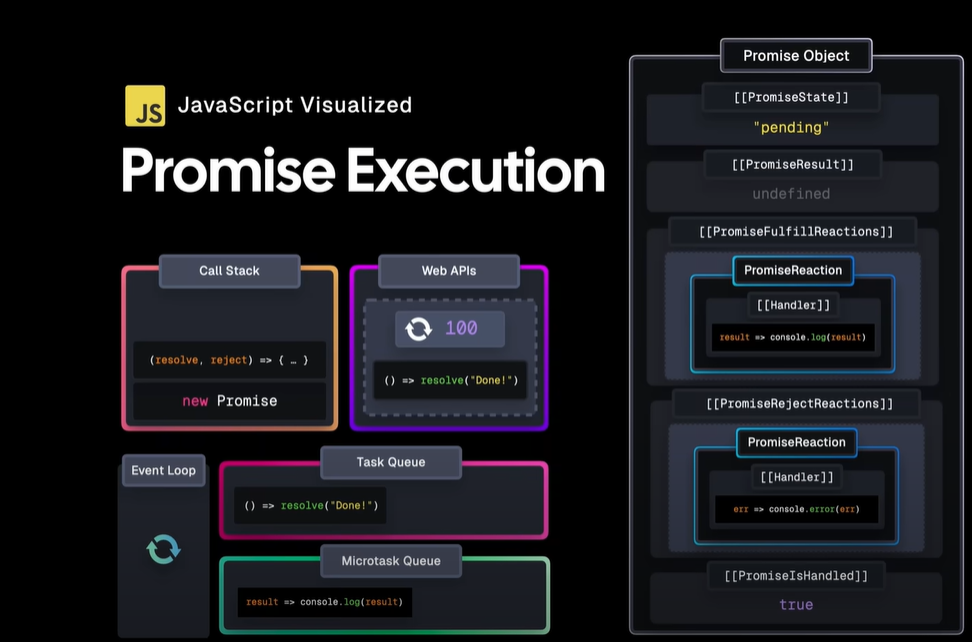 JS JavaScript Visualized
Promise Execution
Call Stack
(resolve, reject) => { … }
new Promise
Web APIs
100
() => resolve("Done!")
Event Loop
Task Queue
() => resolve("Done!")
Microtask Queue
result => console.log(result)
Promise Object
[[PromiseState]]
"pending"
[[PromiseResult]]
undefined
[[PromiseFulfillReactions]]
PromiseReaction
[[Handler]]
result => console.log(result)
[[PromiseRejectReactions]]
PromiseReaction
[[Handler]]
err => console.error(err)
[[PromiseIsHandled]]
true